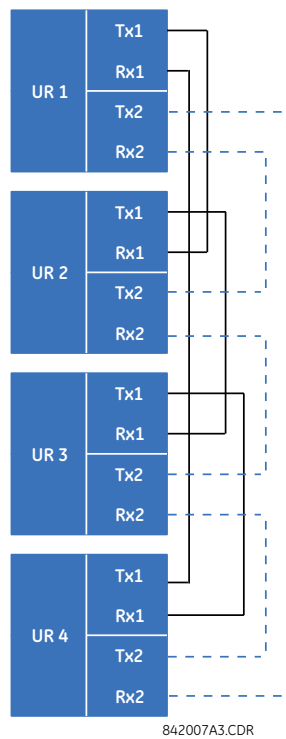 Tx1
Rx1
UR 1
Tx2
Rx2
Tx1
Rx1
UR 2
Tx2
Rx2
Tx1
Rx1
UR 3
Tx2
Rx2
Tx1
Rx1
UR 4
Tx2
Rx2
842007A3.CDR